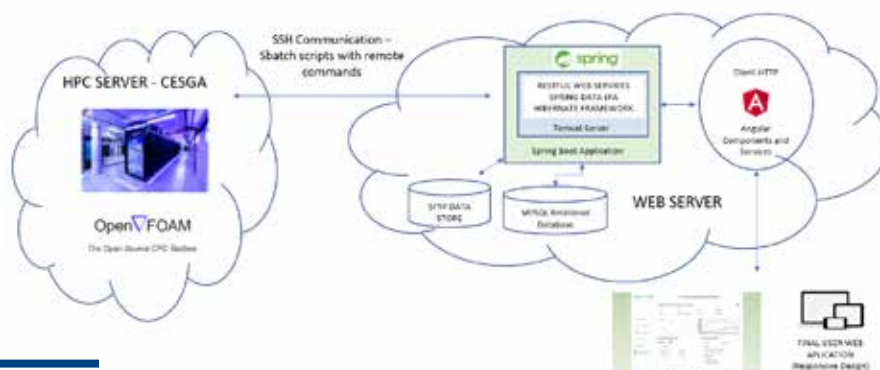 SSH Communication –
Sbatch scripts with remote
commands
HPC SERVER - CESGA
OpenFOAM
The Open Source CFD Toolbox
spring
RESTFUL WEB SERVICES
SPRING DATA JPA
HIBERNATE FRAMEWORK
Tomcat Server
Spring Boot Application
Client HTTP
Angular
Components and
Services
DATA
STORE
MYSQL Relational
Database
WEB SERVER
FINAL USER WEB
APLICATION
(Responsive Design)